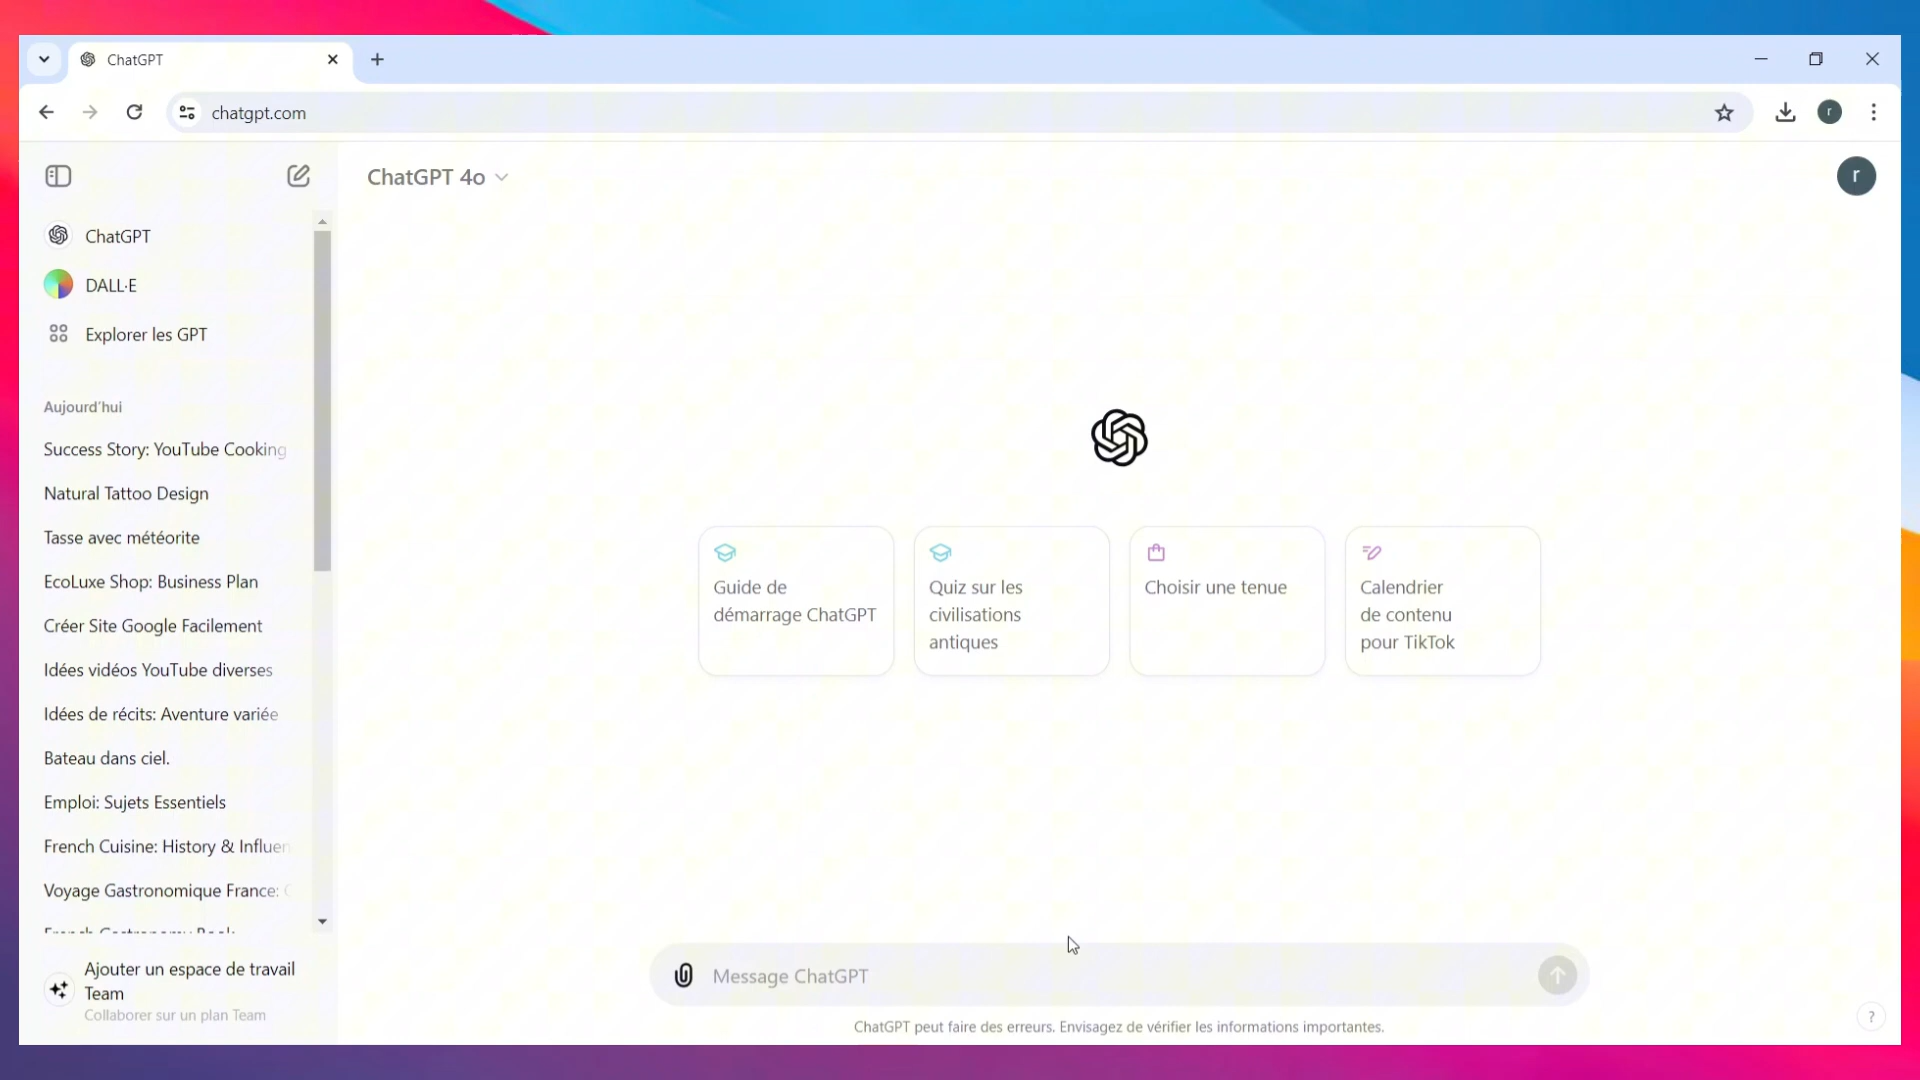 ChatGPT
chatgpt.com
r
ChatGPT 4o
r
ChatGPT
DALL·E
Explorer les GPT
Aujourd'hui
Success Story: YouTube Cooking
Natural Tattoo Design
Tasse avec météorite
EcoLuxe Shop: Business Plan
Créer Site Google Facilement
Idées vidéos YouTube diverses
Idées de récits: Aventure variée
Bateau dans ciel.
Emploi: Sujets Essentiels
French Cuisine: History & Influen
Voyage Gastronomique France:
Ajouter un espace de travail
Team
Collaborer sur un plan Team
Guide de
démarrage ChatGPT
Quiz sur les
civilisations
antiques
Choisir une tenue
Calendrier
de contenu
pour TikTok
Message ChatGPT
ChatGPT peut faire des erreurs. Envisagez de vérifier les informations importantes.
?